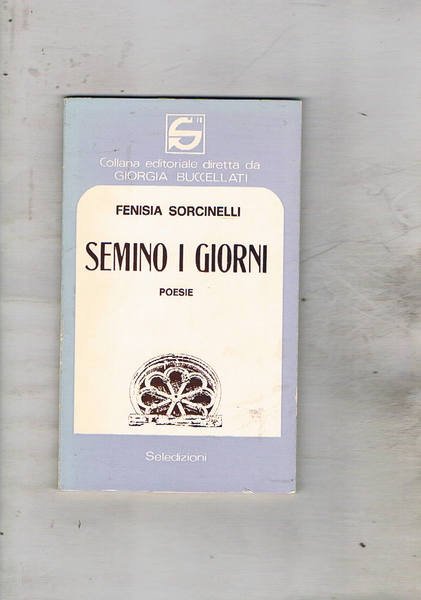 Collana editoriale diretta da
GIORGIA BUCCELLATI
FENISIA SORCINELLI
SEMINO I GIORNI
POESIE
Seledizioni